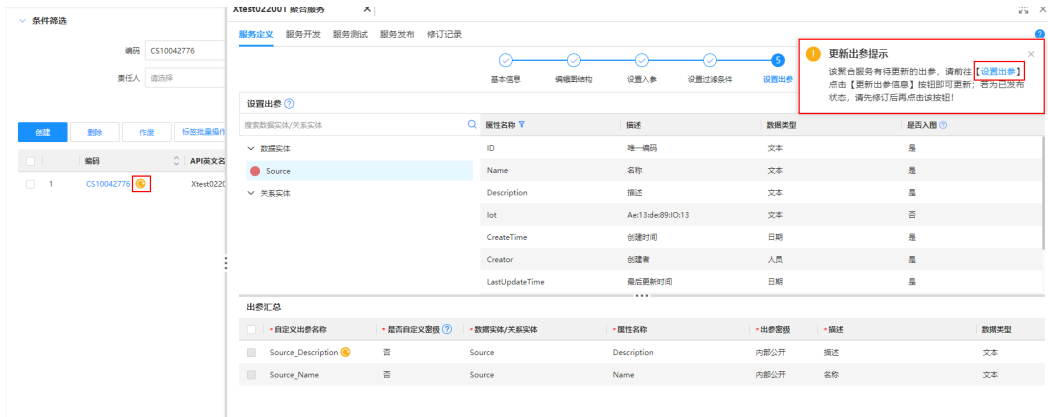 条件筛选
编码 CS10042776
责任人 请选择
创建 删除 作废 标签批量操作
编码 API英文名
1 CS10042776 Xtest0220
Xtest022001 聚合服务
服务定义 服务开发 服务测试 服务发布 修订记录
5
基本信息 编辑图结构 设置入参 设置过滤条件 设置出参
更新出参提示
该聚合服务有待更新的出参，请前往【设置出参】
点击【更新出参信息】按钮即可更新；若为已发布
状态，请先修订后再点击该按钮！
设置出参
搜索数据实体/关系实体
数据实体
Source
关系实体
属性名称 描述 数据类型 是否入图
ID 唯一编码 文本 是
Name 名称 文本 是
Description 描述 文本 是
Iot Ae:13:de:89:IO:13 文本 否
CreateTime 创建时间 日期 是
Creator 创建者 人员 是
LastUpdateTime 最后更新时间 日期 是
出参汇总
*自定义出参名称 *是否自定义密级 *数据实体/关系实体 *属性名称 *出参密级 *描述 数据类型
Source_Description 否 Source Description 内部公开 描述 文本
Source_Name 否 Source Name 内部公开 名称 文本